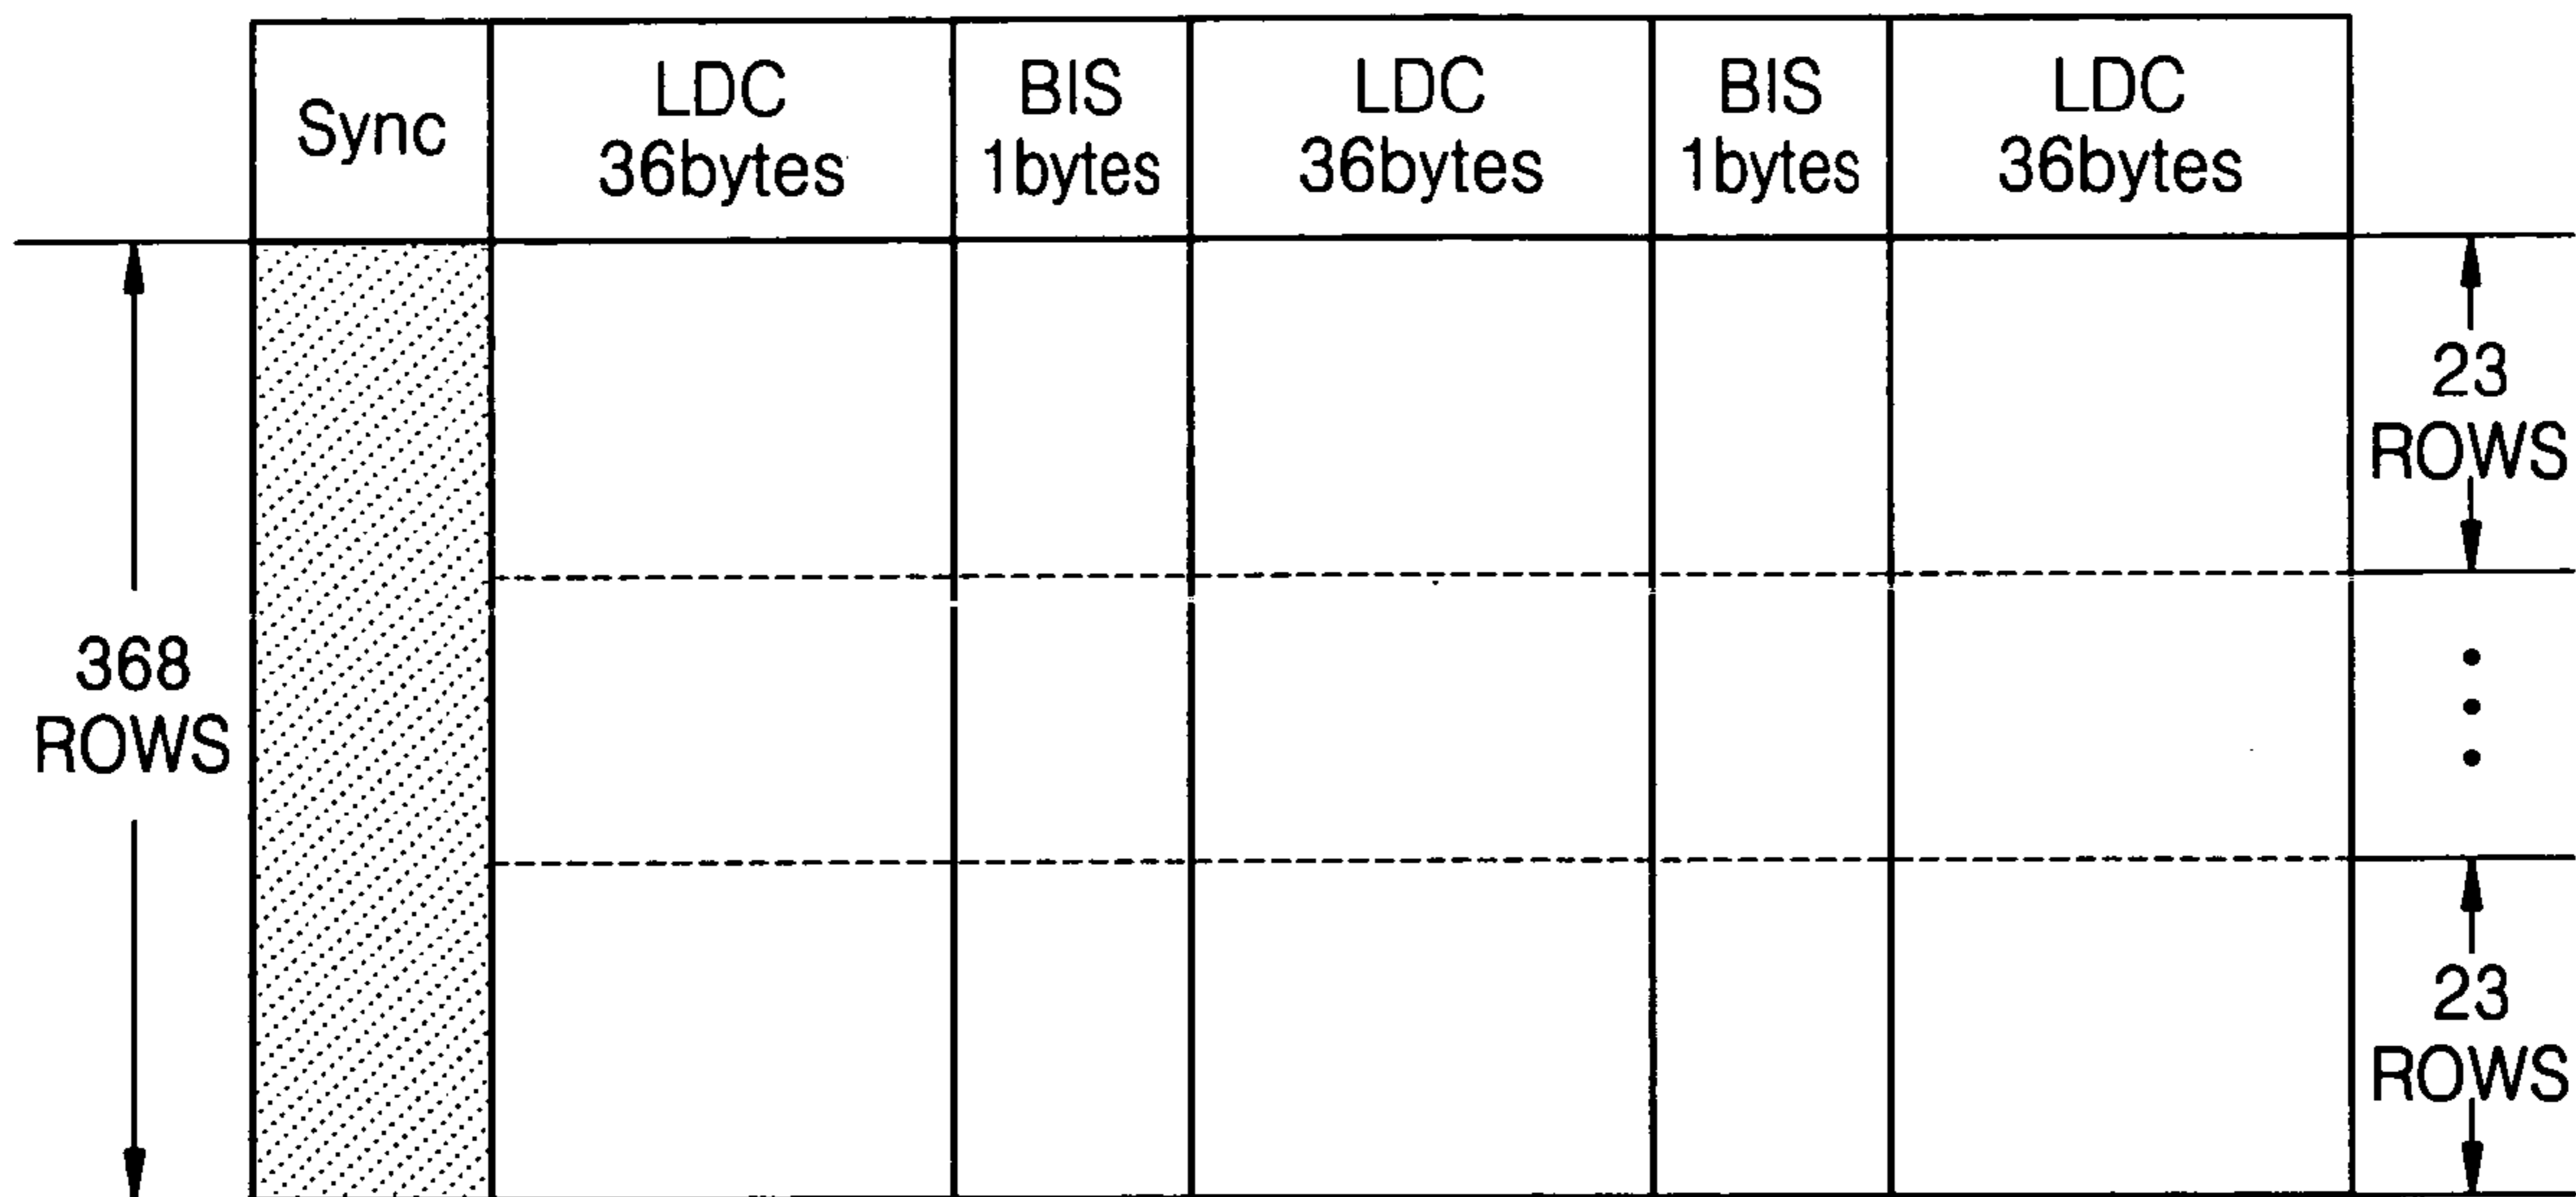 Sync
LDC
36bytes
BIS
1bytes
LDC
36bytes
BIS
1bytes
LDC
36bytes
368
ROWS
23
ROWS
23
ROWS